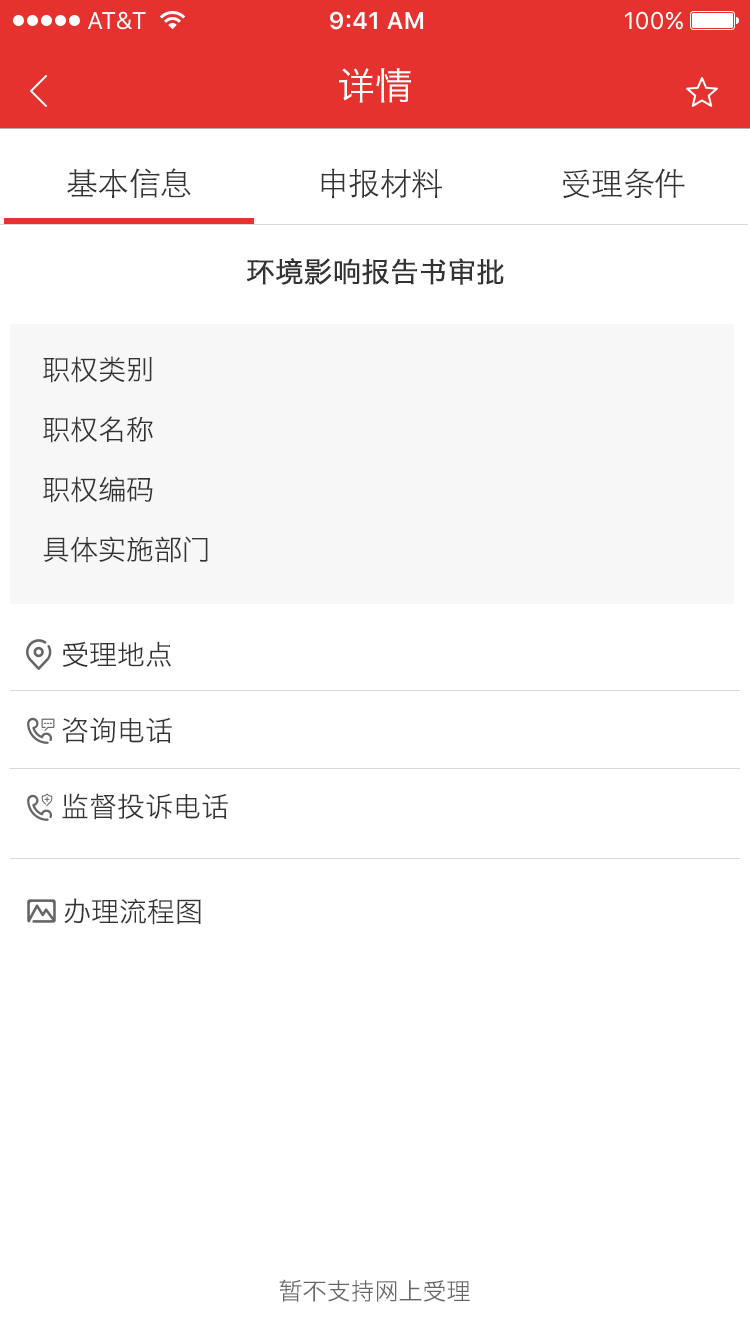 AT&T 9:41 AM 100%
详情
基本信息 申报材料 受理条件
环境影响报告书审批
职权类别
职权名称
职权编码
具体实施部门
受理地点
咨询电话
监督投诉电话
办理流程图
暂不支持网上受理